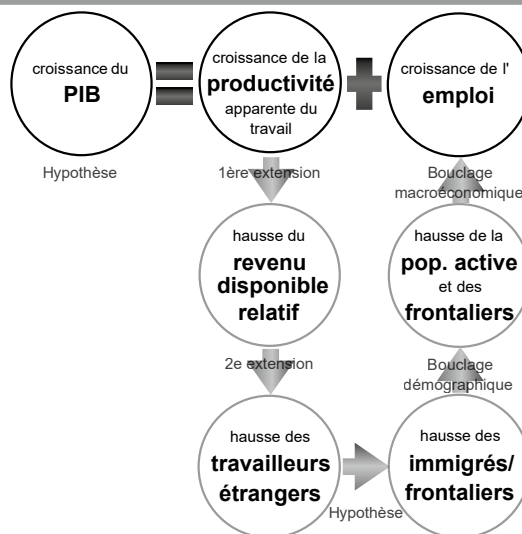 croissance du
PIB
croissance de la
productivité
apparente du
travail
croissance de l'
emploi
Hypothèse
1ère extension
Bouclage
macroéconomique
hausse du
revenu
disponible
relatif
hausse de la
pop. active
et des
frontaliers
2e extension
Bouclage
démographique
hausse des
travailleurs
étrangers
hausse des
immigrés/
frontaliers
Hypothèse